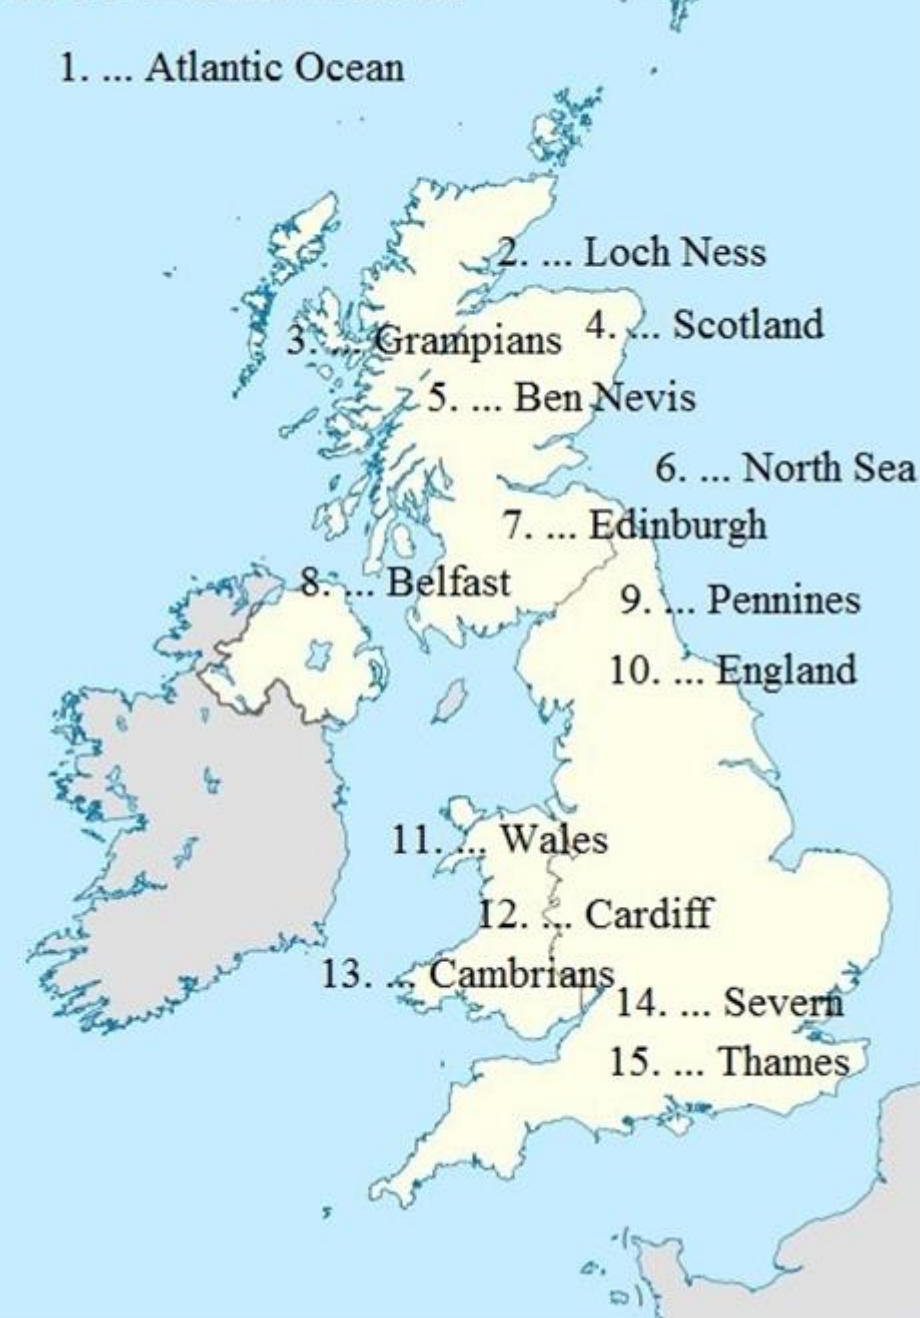 1. ... Atlantic Ocean
2. ... Loch Ness
3. ... Grampians
4. ... Scotland
5. ... Ben Nevis
6. ... North Sea
7. ... Edinburgh
8. ... Belfast
9. ... Pennines
10. ... England
11. ... Wales
12. ... Cardiff
13. ... Cambrians
14. ... Severn
15. ... Thames